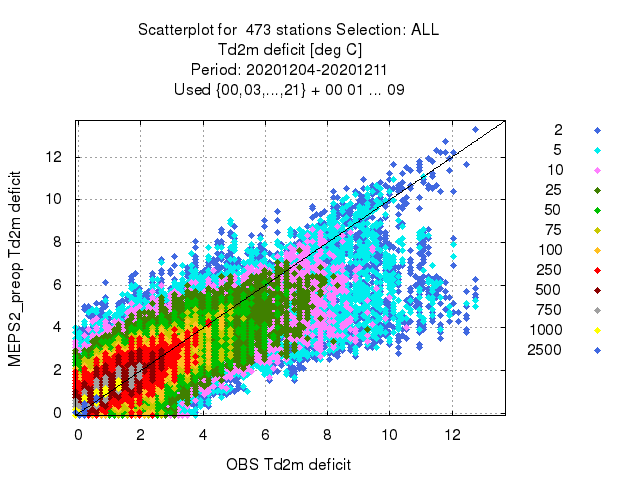 Scatterplot for 473 stations Selection: ALL
Td2m deficit [deg C]
Period: 20201204-20201211
Used {00,03,...,21} + 00 01 ... 09
MEPS2_preop Td2m deficit
12
10
8
6
4
2
0
0 2 4 6 8 10 12
OBS Td2m deficit
2
5
10
25
50
75
100
250
500
750
1000
2500